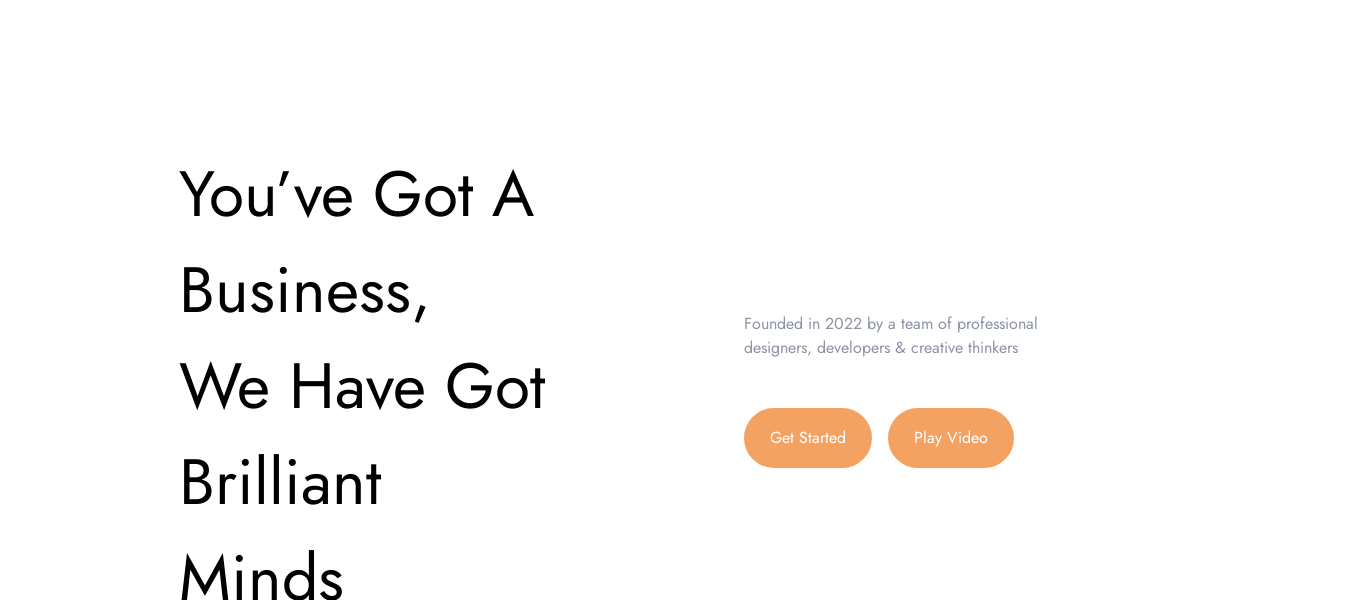 You’ve Got A
Business,
We Have Got
Brilliant
Minds
Founded in 2022 by a team of professional
designers, developers & creative thinkers
Get Started
Play Video